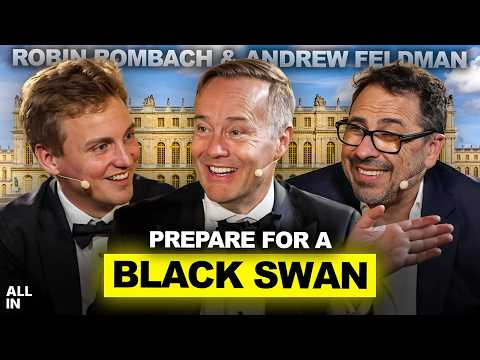 ROBIN ROMBACH & ANDREW FELDMAN
PREPARE FOR A
BLACK SWAN
ALL
IN